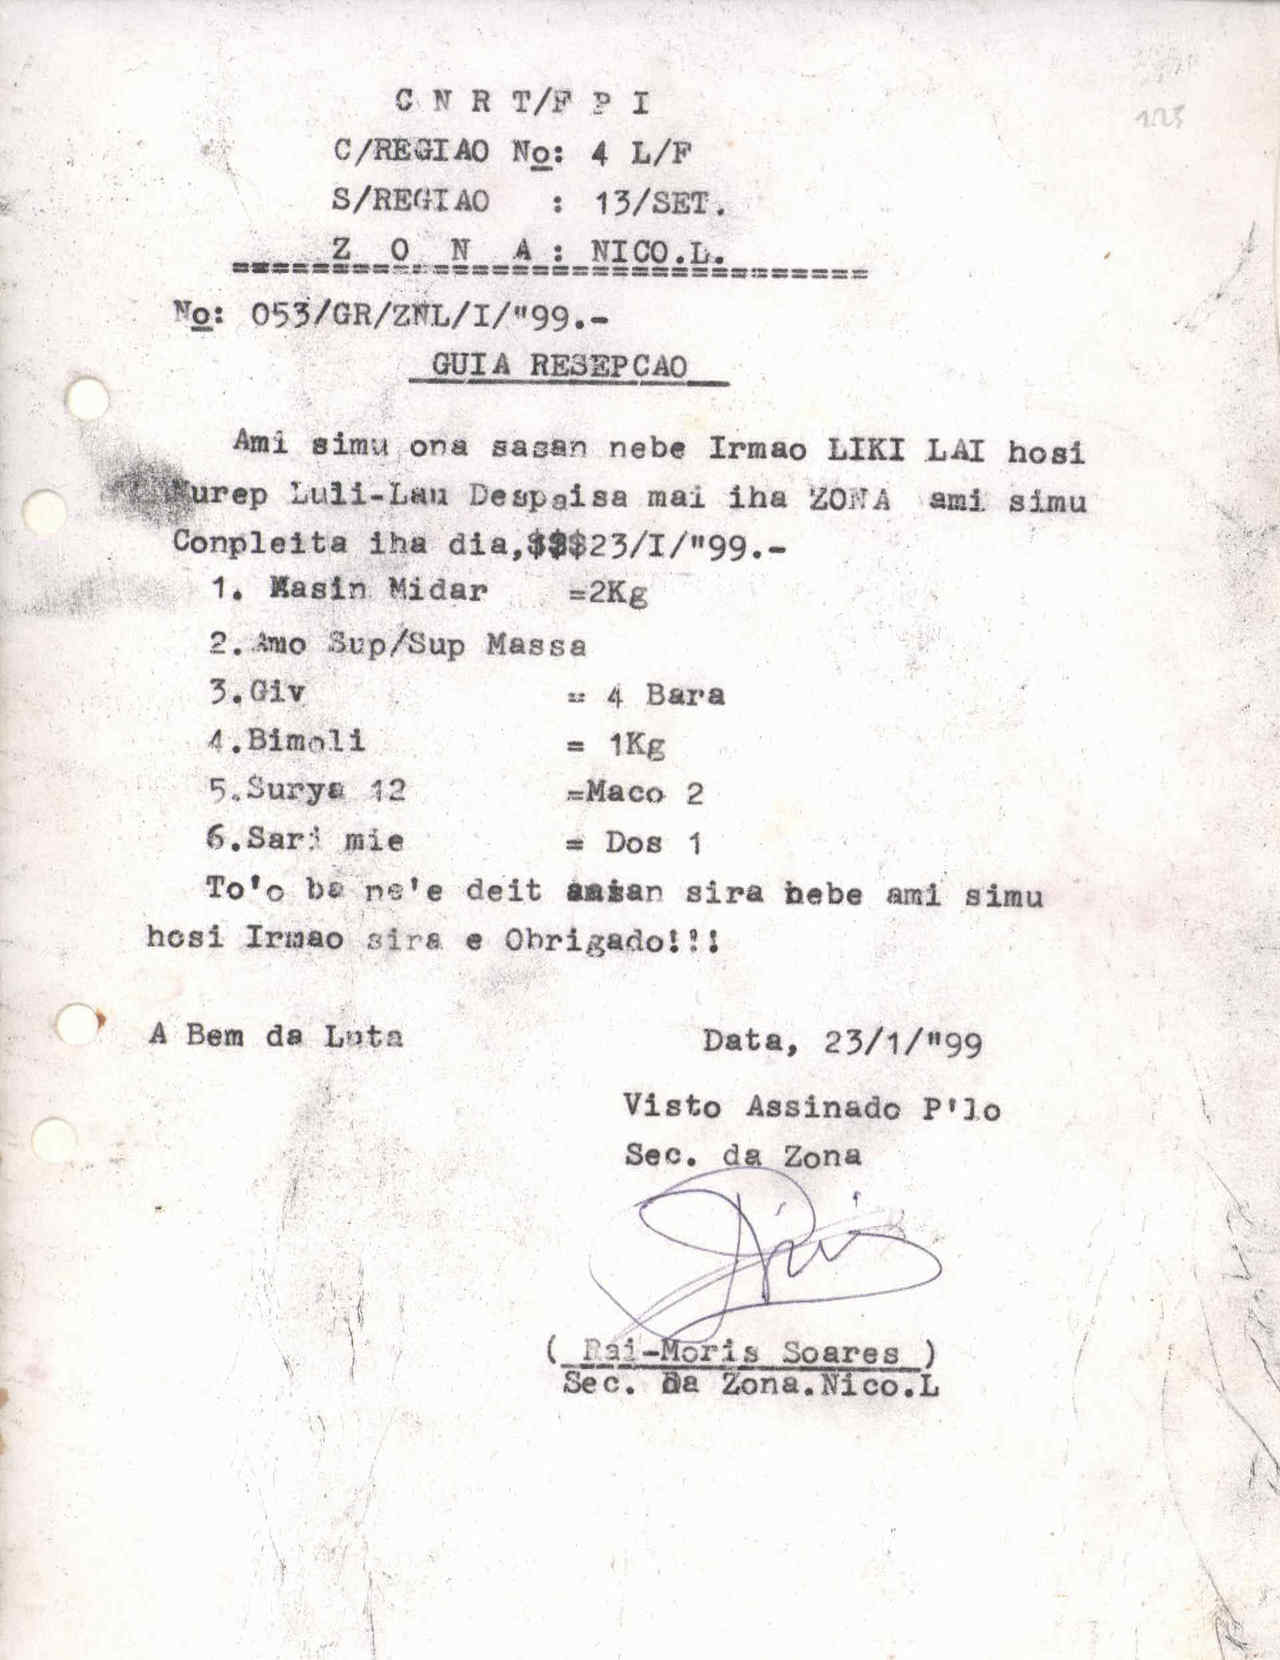 123
C N R T/F P I
C/REGIAO No: 4 L/F
S/REGIAO : 13/SET.
Z O N A : NICO.L.
=================================
No: 053/GR/ZNL/I/"99.-
GUIA RESEPCAO
Ami simu ona sasan nebe Irmao LIKI LAI hosi
Nurep Luli-Lau Despaisa mai iha ZONA ami simu
Conpleita iha dia,$$$23/I/"99.-
1. Masin Midar =2Kg
2.Amo Sup/Sup Massa
3.Giv = 4 Bara
4.Bimoli = 1Kg
5.Surya 12 =Maco 2
6.Sari mie = Dos 1
To'o ba ne'e deit sasan sira nebe ami simu
hosi Irmao sira e Obrigado!!!
A Bem da Luta Data, 23/1/"99
Visto Assinado P'lo
Sec. da Zona
( Rai-Moris Soares )
Sec. da Zona.Nico.L